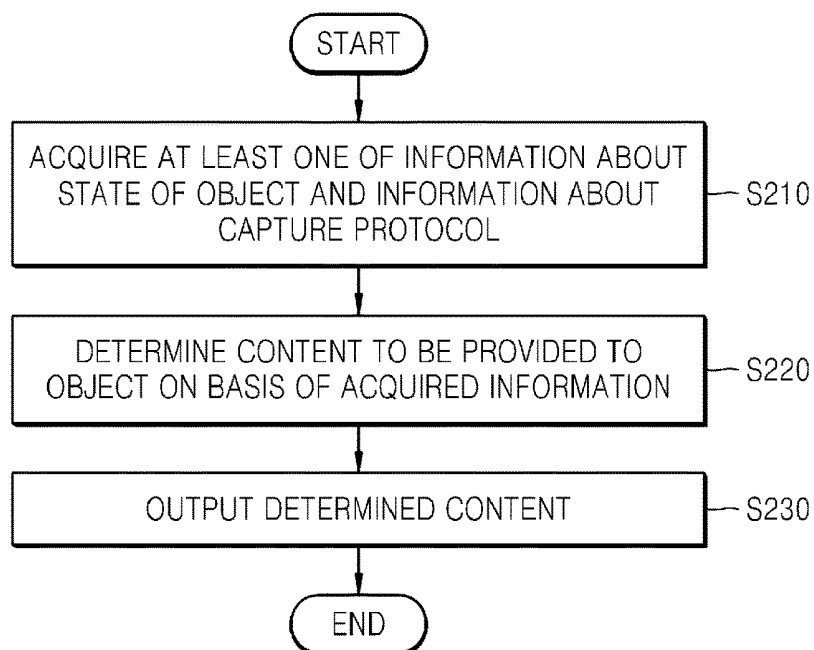 START
ACQUIRE AT LEAST ONE OF INFORMATION ABOUT
STATE OF OBJECT AND INFORMATION ABOUT
CAPTURE PROTOCOL
S210
DETERMINE CONTENT TO BE PROVIDED TO
OBJECT ON BASIS OF ACQUIRED INFORMATION
S220
OUTPUT DETERMINED CONTENT
S230
END